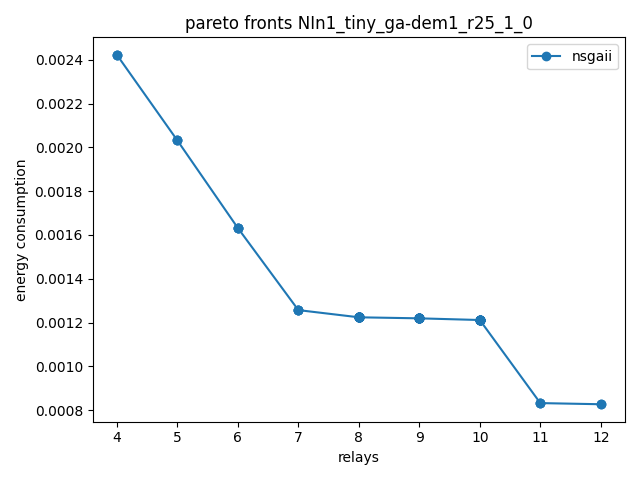 pareto fronts NIn1_tiny_ga-dem1_r25_1_0
nsgaii
energy consumption
0.0024
0.0022
0.0020
0.0018
0.0016
0.0014
0.0012
0.0010
0.0008
4 5 6 7 8 9 10 11 12
relays